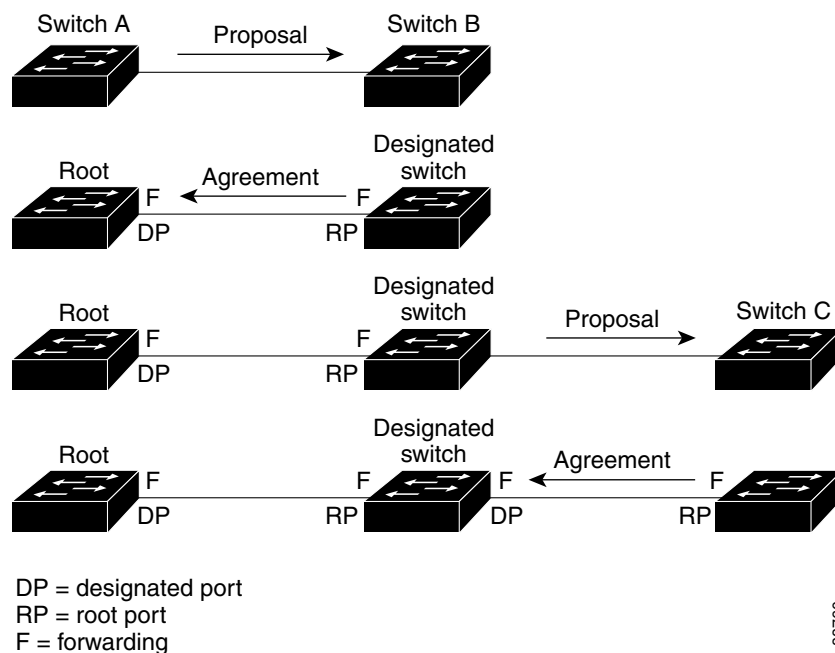 Switch A
Proposal
Switch B
Root
F
DP
Agreement
F
RP
Designated
switch
Root
F
DP
F
RP
Designated
switch
Proposal
Switch C
Root
F
DP
F
RP
Designated
switch
F
DP
Agreement
F
RP
DP = designated port
RP = root port
F = forwarding